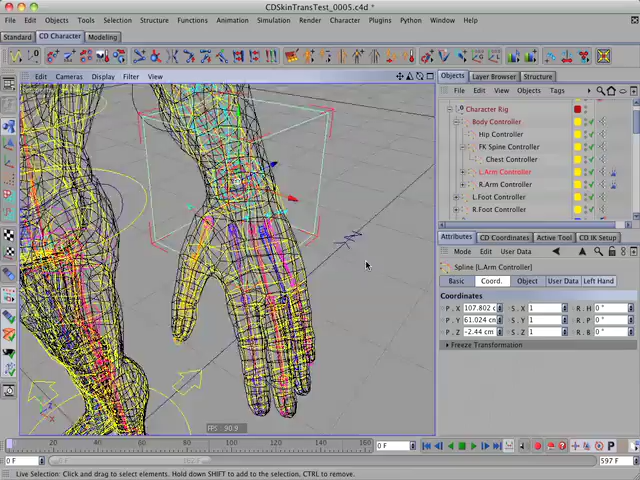 CDSkinTransTest_0005.c4d *
File Edit Objects Tools Selection Structure Functions Animation Simulation Render Character Plugins Python Window Help
Standard CD Character Modeling
Edit Cameras Display Filter View
FPS : 90.9
Objects Layer Browser Structure
File Edit View Objects Tags
Character Rig
Body Controller
Hip Controller
FK Spine Controller
Chest Controller
L.Arm Controller
R.Arm Controller
L.Foot Controller
R.Foot Controller
Attributes CD Coordinates Active Tool CD IK Setup
Mode Edit User Data
Spline [L.Arm Controller]
Basic Coord. Object User Data Left Hand
Coordinates
P . X 107.802 c S . X 1 R . H 0 °
P . Y 61.024 cn S . Y 1 R . P 0 °
P . Z -2.44 cm S . Z 1 R . B 0 °
Freeze Transformation
0 20 40 60 80 100 120 140 160 0 F
0 F 597 F
Live Selection: Click and drag to select elements. Hold down SHIFT to add to the selection, CTRL to remove.